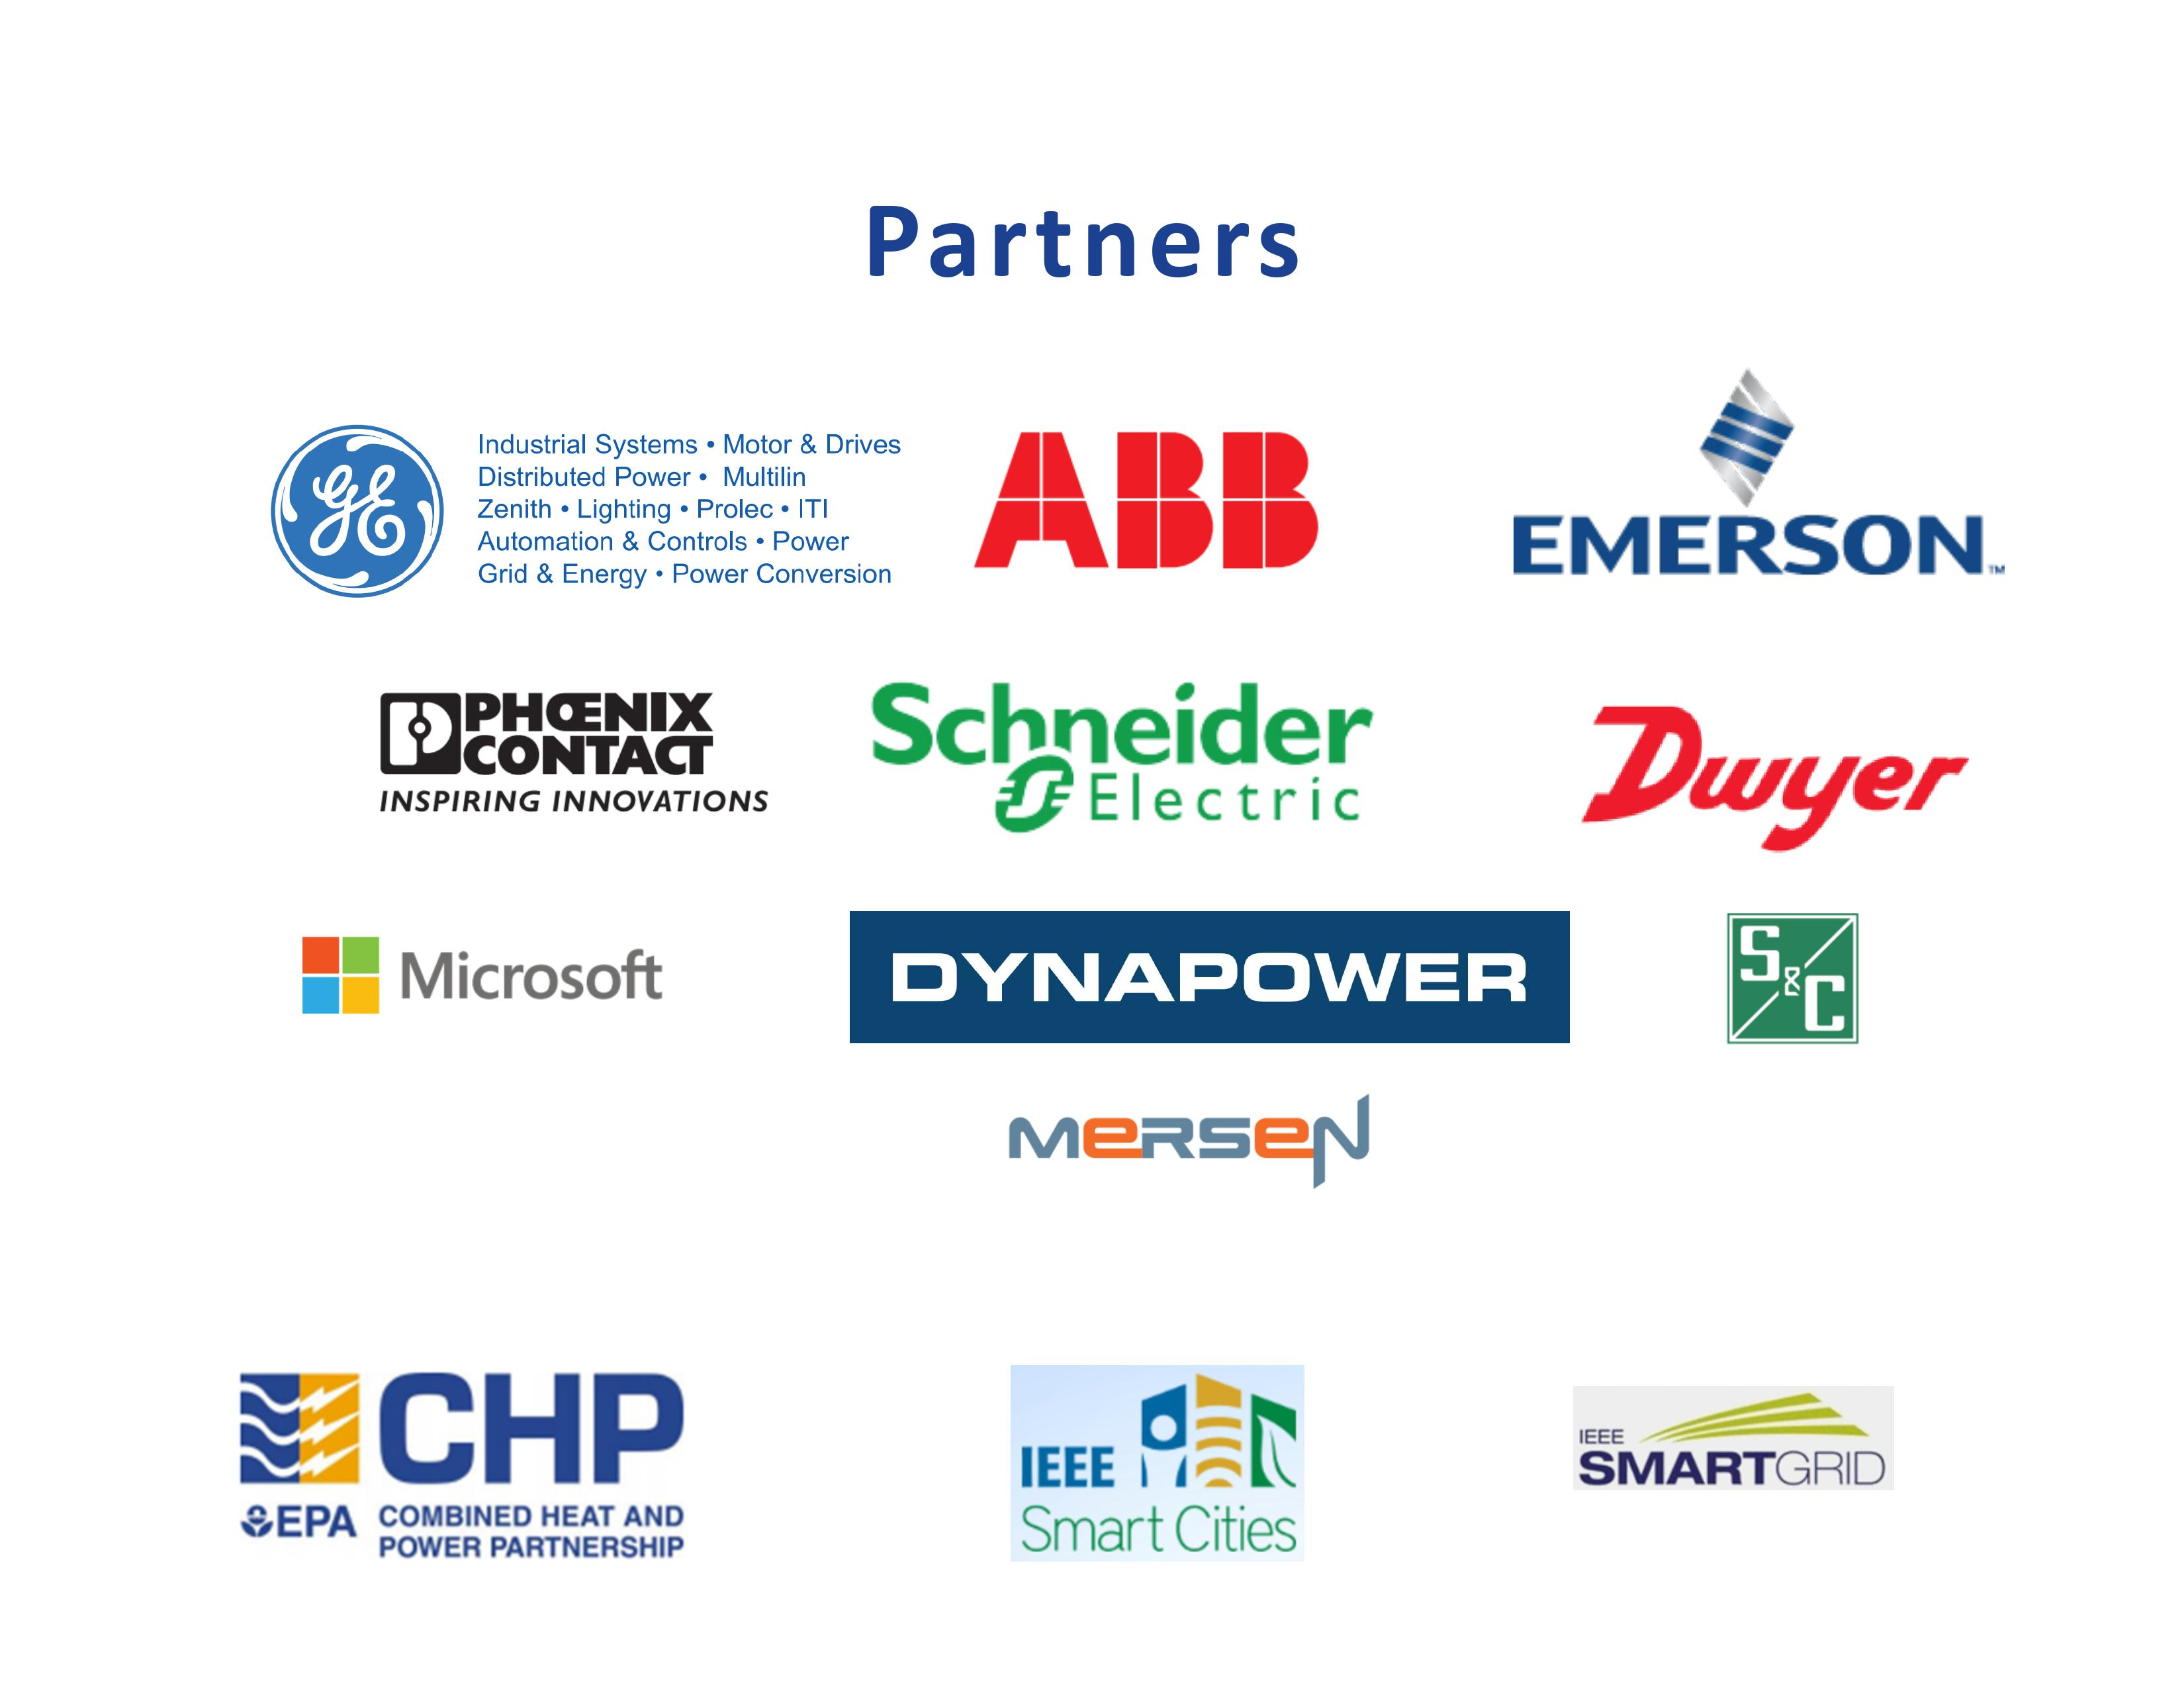 Partners
GE
Industrial Systems • Motor & Drives
Distributed Power • Multilin
Zenith • Lighting • Prolec • ITI
Automation & Controls • Power
Grid & Energy • Power Conversion
ABB
EMERSON™
PHŒNIX
CONTACT
INSPIRING INNOVATIONS
Schneider
Electric
Dwyer
Microsoft
DYNAPOWER
S&C
MERSEN
CHP
EPA
COMBINED HEAT AND
POWER PARTNERSHIP
IEEE
Smart Cities
IEEE
SMARTGRID